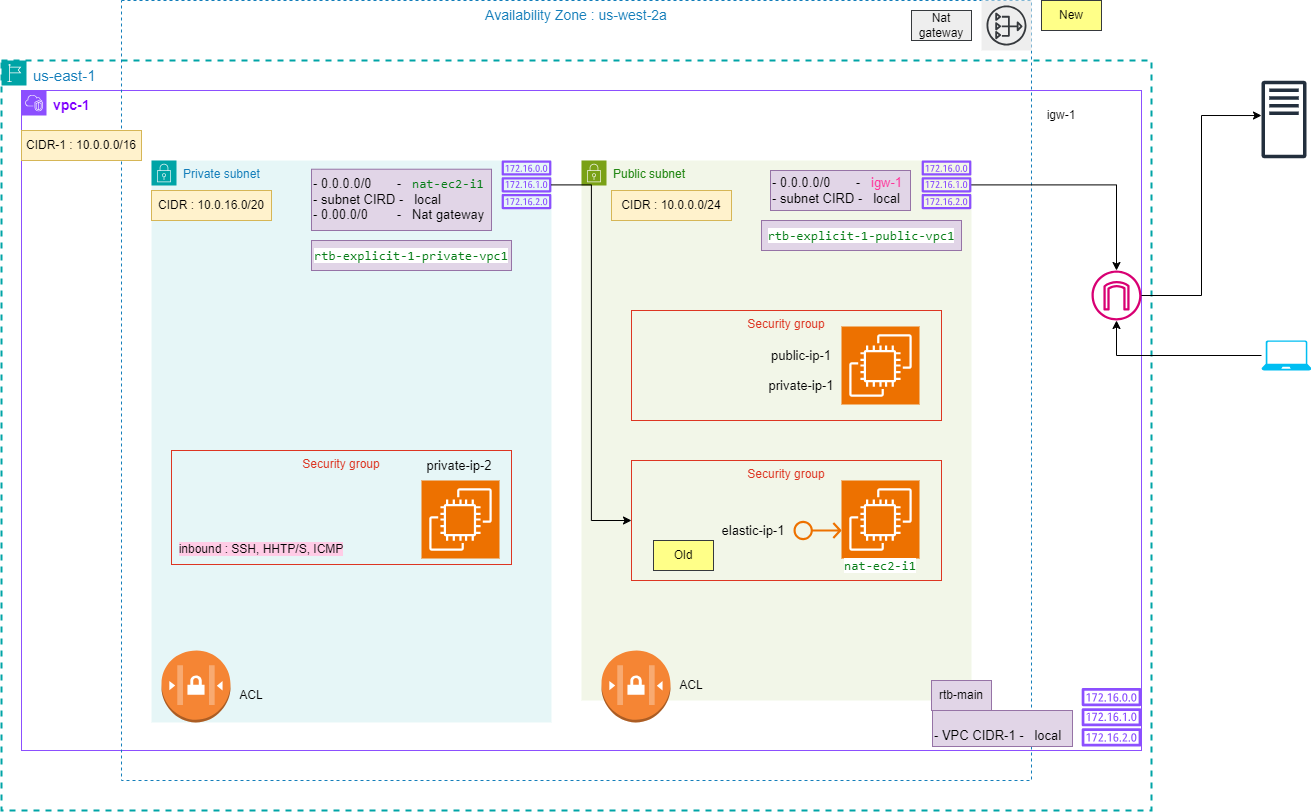 Availability Zone : us-west-2a
Nat
gateway
New
us-east-1
vpc-1
igw-1
CIDR-1 : 10.0.0.0/16
Private subnet
CIDR : 10.0.16.0/20
- 0.0.0.0/0 - nat-ec2-i1
- subnet CIRD - local
- 0.00.0/0 - Nat gateway
172.16.0.0
172.16.1.0
172.16.2.0
rtb-explicit-1-private-vpc1
Public subnet
CIDR : 10.0.0.0/24
- 0.0.0.0/0 - igw-1
- subnet CIRD - local
172.16.0.0
172.16.1.0
172.16.2.0
rtb-explicit-1-public-vpc1
Security group
public-ip-1
private-ip-1
Security group
private-ip-2
inbound : SSH, HHTP/S, ICMP
Security group
elastic-ip-1
Old
nat-ec2-i1
ACL
ACL
rtb-main
- VPC CIDR-1 - local
172.16.0.0
172.16.1.0
172.16.2.0